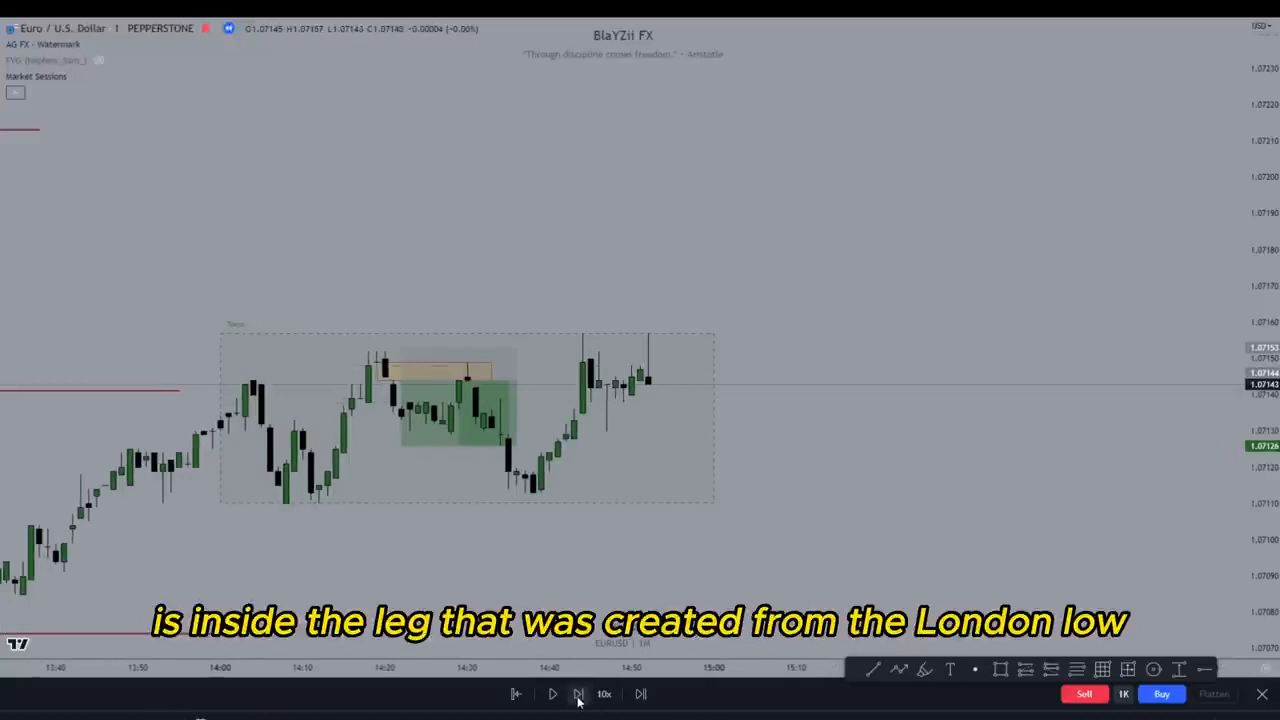 Euro / U.S. Dollar 1 PEPPERSTONE O1.07145 H1.07157 L1.07143 C1.07143 -0.00004 (-0.00%)
BlaYZii FX
USD
AG FX - Watermark
"Through discipline comes freedom." - Aristotle
Market Sessions
1.07230
1.07220
1.07210
1.07200
1.07190
1.07180
1.07170
1.07160
1.07153
1.07150
1.07144
1.07143
1.07140
1.07130
1.07126
1.07120
1.07110
1.07100
1.07090
1.07080
1.07070
is inside the leg that was created from the London low
EURUSD | 1M
13:40 13:50 14:00 14:10 14:20 14:30 14:40 14:50 15:00 15:10
10x
Sell 1K Buy Flatten